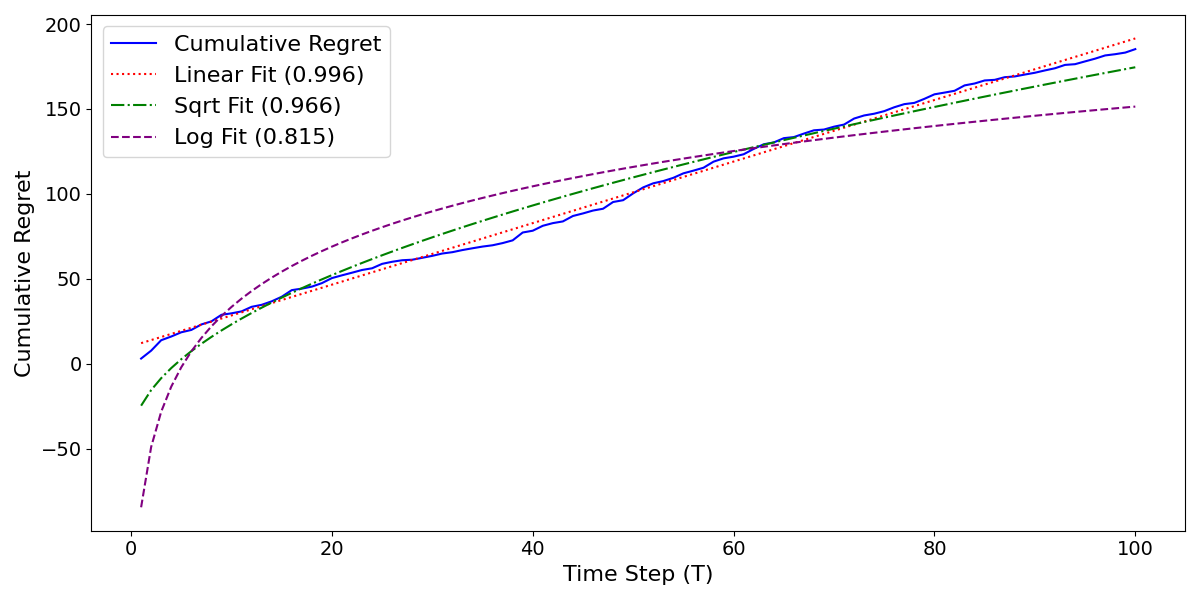 200
150
100
50
0
−50
Cumulative Regret
Cumulative Regret
Linear Fit (0.996)
Sqrt Fit (0.966)
Log Fit (0.815)
0 20 40 60 80 100
Time Step (T)